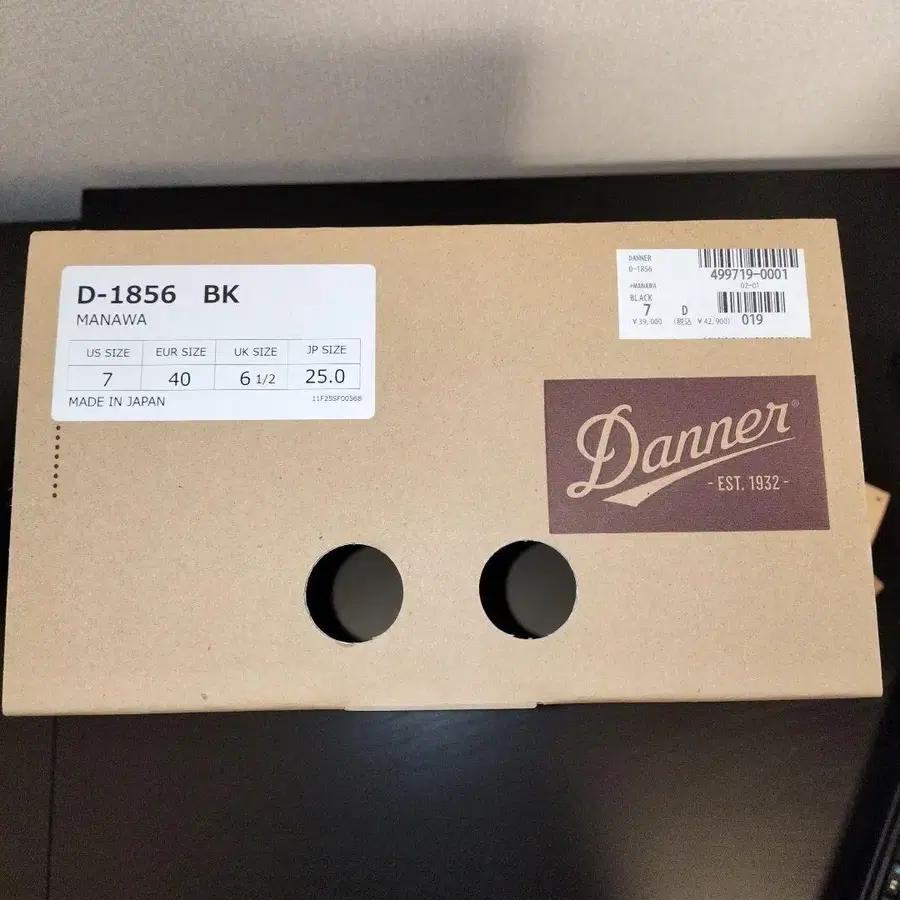 D-1856 BK
MANAWA
US SIZE EUR SIZE UK SIZE JP SIZE
7 40 6 1/2 25.0
MADE IN JAPAN 11F25SF00568
DANNER
D-1856
499719-0001
+MANAWA 02-01
BLACK
7 D
¥39,000 (税込 ¥42,900) 019
Danner®
- EST. 1932 -